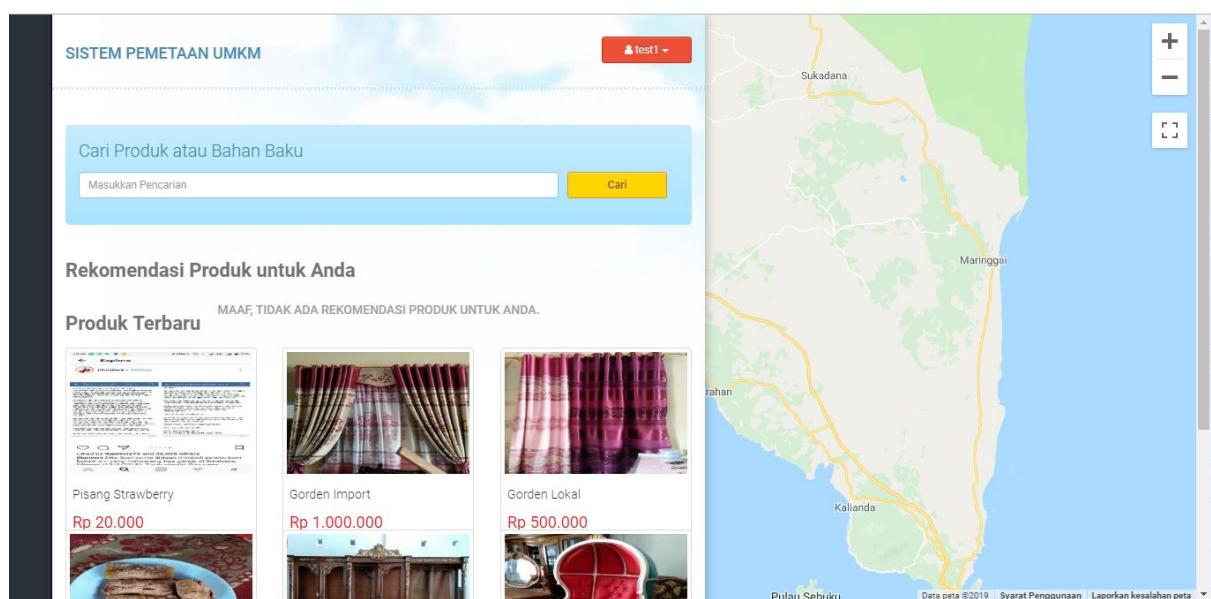 SISTEM PEMETAAN UMKM
test1
Cari Produk atau Bahan Baku
Masukkan Pencarian
Cari
Rekomendasi Produk untuk Anda
MAAF, TIDAK ADA REKOMENDASI PRODUK UNTUK ANDA.
Produk Terbaru
Explore
Pisang Strawberry
Gorden Import
Gorden Lokal
Rp 20.000
Rp 1.000.000
Rp 500.000
Sukadana
Maringgai
rahan
Kalianda
Pulau Sebuku
Data peta ©2019
Syarat Penggunaan
Laporkan kesalahan peta